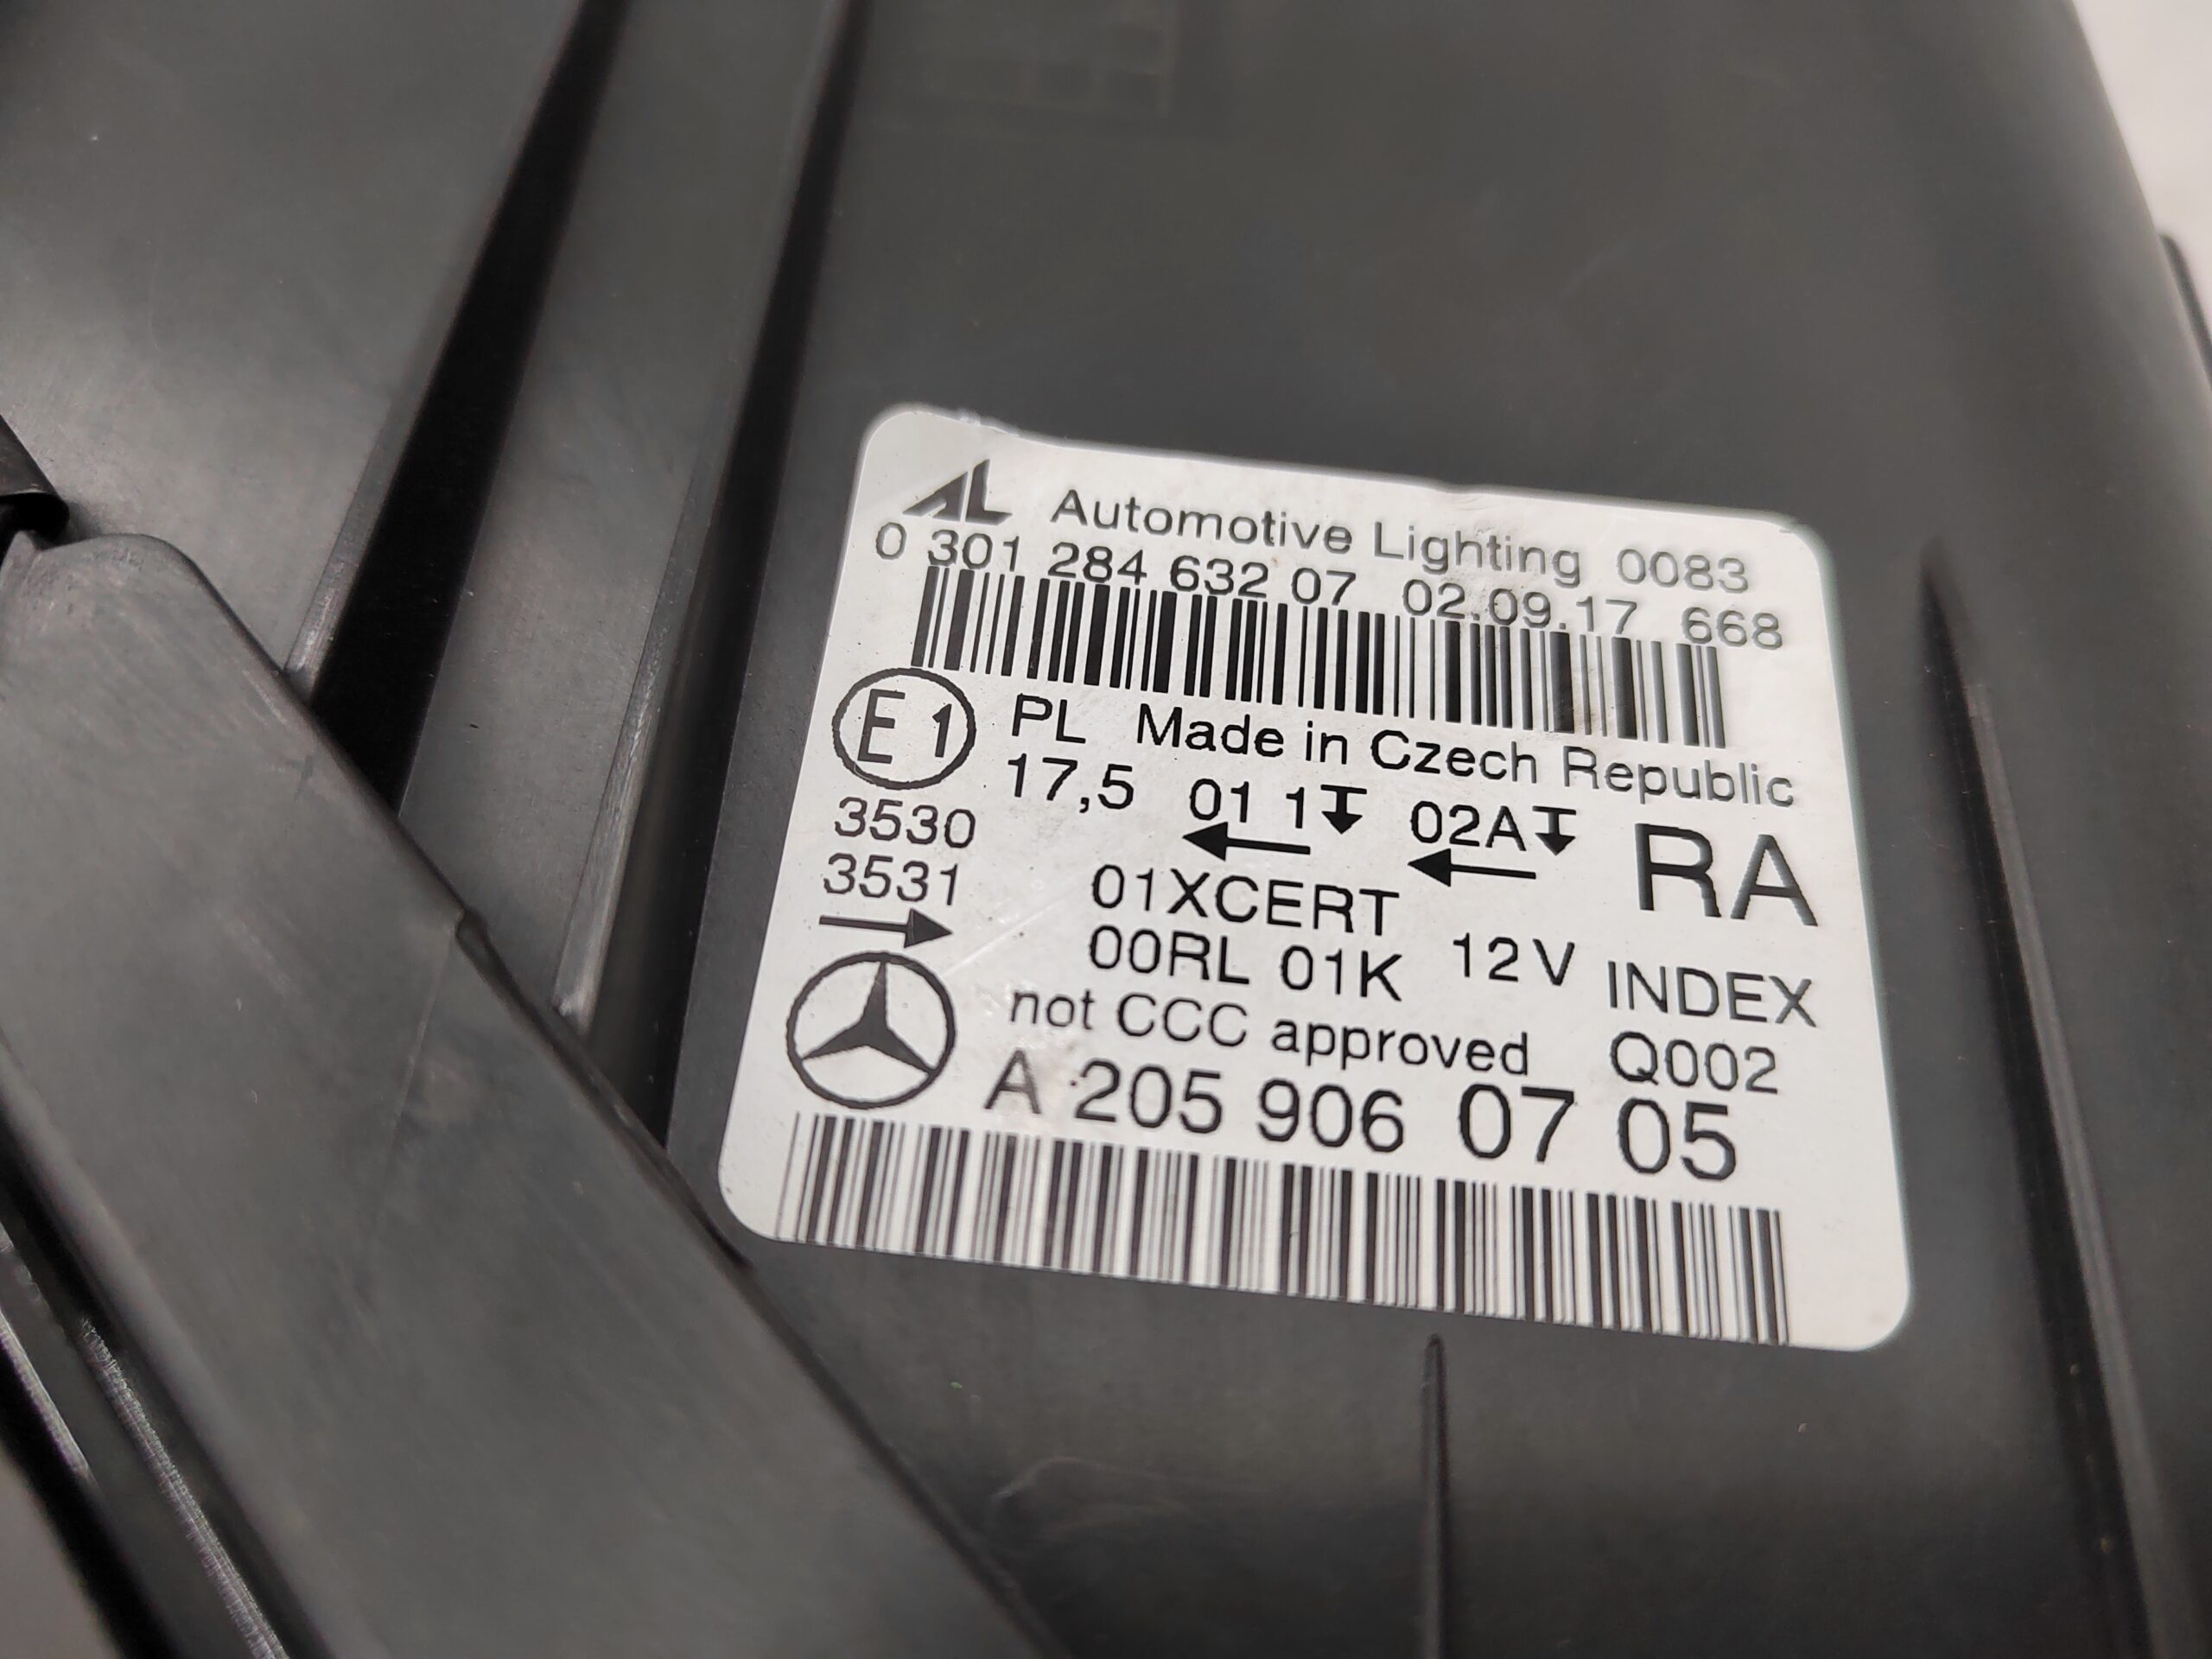 AL Automotive Lighting 0083
0 301 284 632 07 02.09.17 668
E1 PL Made in Czech Republic
17,5 01 1 02A RA
3530
3531 01XCERT
00RL 01K 12V INDEX
not CCC approved Q002
A 205 906 07 05